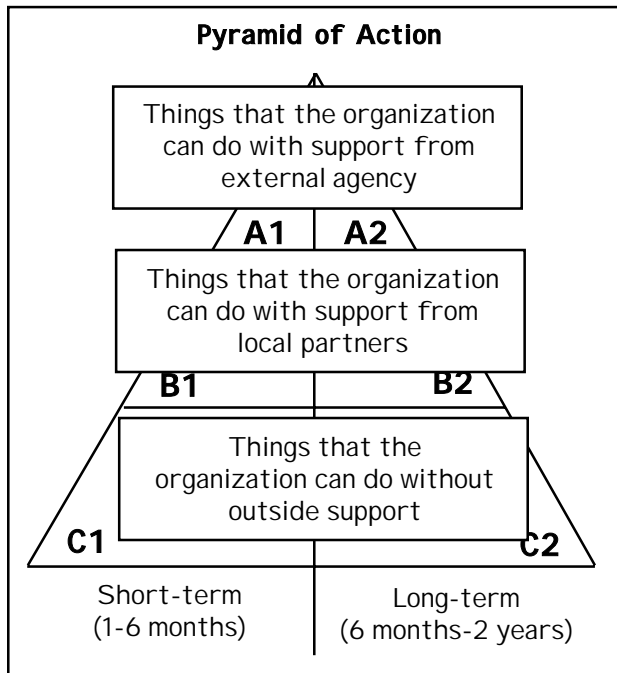 Pyramid of Action
Things that the organization
can do with support from
external agency
A1 A2
Things that the organization
can do with support from
local partners
B1 B2
Things that the
organization can do without
outside support
C1 C2
Short-term
(1-6 months)
Long-term
(6 months-2 years)